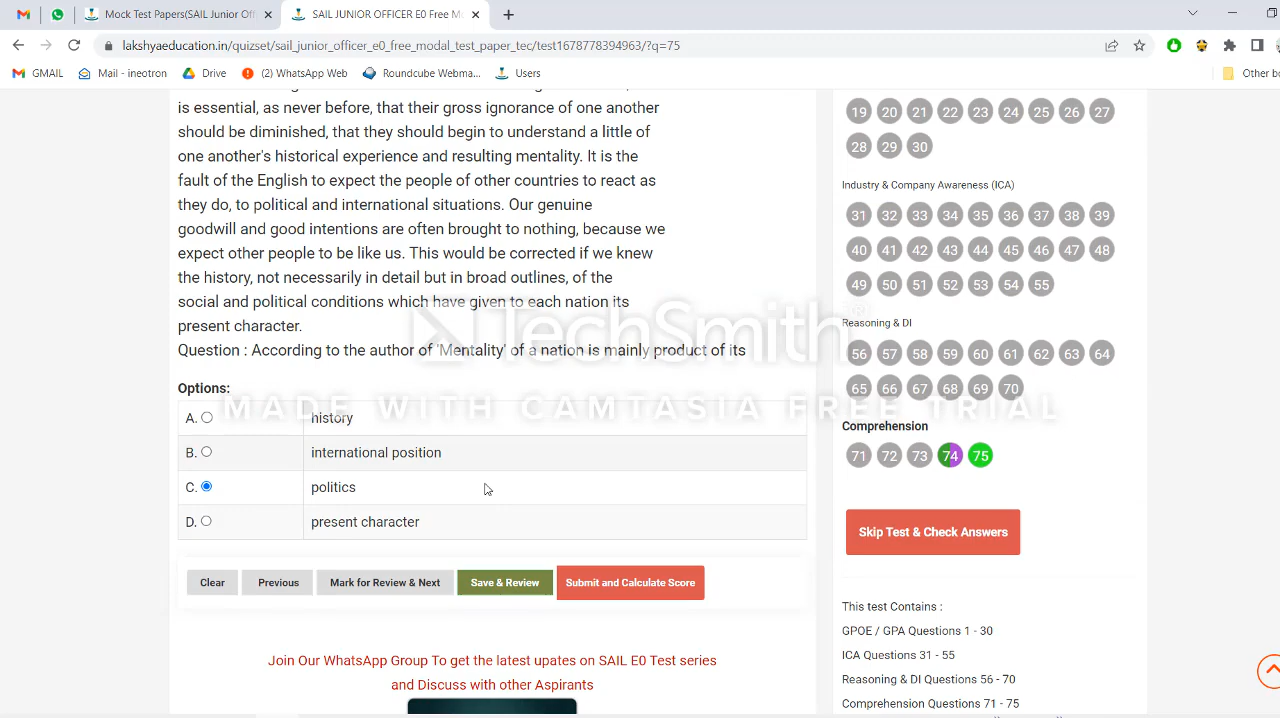 Mock Test Papers(SAIL Junior Off
SAIL JUNIOR OFFICER E0 Free Mo
lakshyaeducation.in/quizset/sail_junior_officer_e0_free_modal_test_paper_tec/test1678778394963/?q=75
GMAIL
Mail - ineotron
Drive
(2) WhatsApp Web
Roundcube Webma...
Users
Other bo
is essential, as never before, that their gross ignorance of one another
should be diminished, that they should begin to understand a little of
one another's historical experience and resulting mentality. It is the
fault of the English to expect the people of other countries to react as
they do, to political and international situations. Our genuine
goodwill and good intentions are often brought to nothing, because we
expect other people to be like us. This would be corrected if we knew
the history, not necessarily in detail but in broad outlines, of the
social and political conditions which have given to each nation its
present character.
Question : According to the author of 'Mentality' of a nation is mainly product of its
Options:
A. history
B. international position
C. politics
D. present character
Clear
Previous
Mark for Review & Next
Save & Review
Submit and Calculate Score
Join Our WhatsApp Group To get the latest upates on SAIL E0 Test series
and Discuss with other Aspirants
TechSmith®
MADE WITH CAMTASIA FREE TRIAL
19 20 21 22 23 24 25 26 27
28 29 30
Industry & Company Awareness (ICA)
31 32 33 34 35 36 37 38 39
40 41 42 43 44 45 46 47 48
49 50 51 52 53 54 55
Reasoning & DI
56 57 58 59 60 61 62 63 64
65 66 67 68 69 70
Comprehension
71 72 73 74 75
Skip Test & Check Answers
This test Contains :
GPOE / GPA Questions 1 - 30
ICA Questions 31 - 55
Reasoning & DI Questions 56 - 70
Comprehension Questions 71 - 75